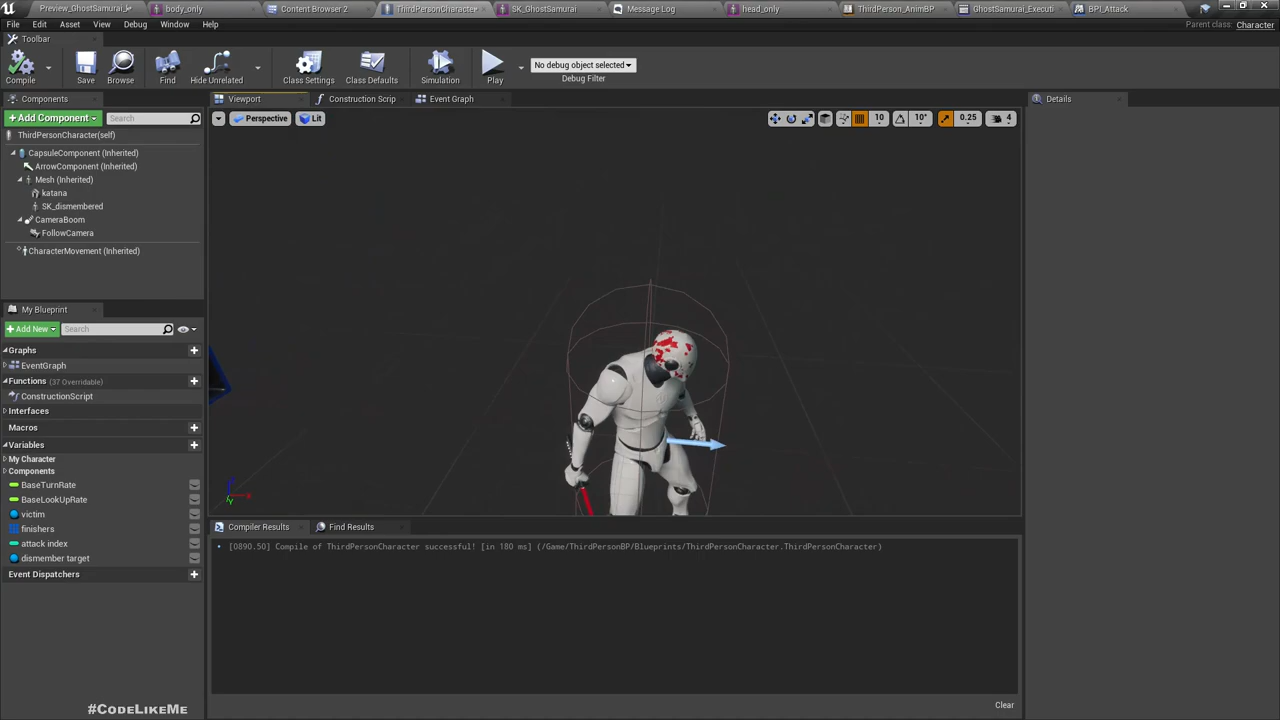 Preview_GhostSamurai_I
body_only
Content Browser 2
ThirdPersonCharacter
SK_GhostSamurai
Message Log
head_only
ThirdPerson_AnimBP
GhostSamurai_Executi
BPI_Attack
File Edit Asset View Debug Window Help
Parent class: Character
Toolbar
Compile
Save
Browse
Find
Hide Unrelated
Class Settings
Class Defaults
Simulation
Play
No debug object selected
Debug Filter
Components
+ Add Component
Search
ThirdPersonCharacter(self)
CapsuleComponent (Inherited)
ArrowComponent (Inherited)
Mesh (Inherited)
katana
SK_dismembered
CameraBoom
FollowCamera
CharacterMovement (Inherited)
My Blueprint
+ Add New
Search
Graphs
EventGraph
Functions (37 Overridable)
ConstructionScript
Interfaces
Macros
Variables
My Character
Components
BaseTurnRate
BaseLookUpRate
victim
finishers
attack index
dismember target
Event Dispatchers
Viewport
Construction Scrip
Event Graph
Perspective
Lit
10
10°
0.25
4
Z
X
Y
Details
Compiler Results
Find Results
[0890.50] Compile of ThirdPersonCharacter successful! [in 180 ms] (/Game/ThirdPersonBP/Blueprints/ThirdPersonCharacter.ThirdPersonCharacter)
Clear
#CodeLikeMe